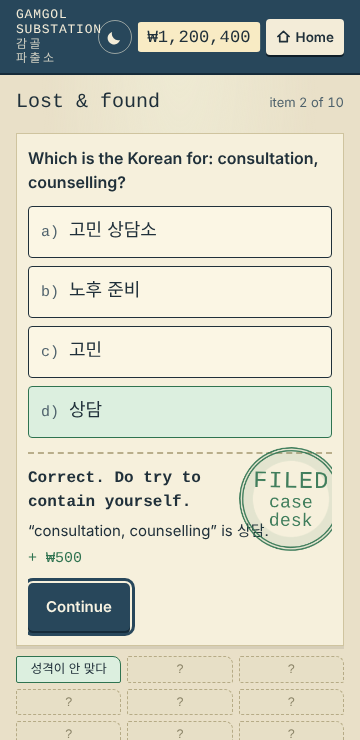 GAMGOL
SUBSTATION
감골
파출소
₩1,200,400
Home
Lost & found
item 2 of 10
Which is the Korean for: consultation,
counselling?
a) 고민 상담소
b) 노후 준비
c) 고민
d) 상담
Correct. Do try to
contain yourself.
FILED
case
desk
“consultation, counselling” is 상담.
+ ₩500
Continue
성격이 안 맞다
?
?
?
?
?
?
?
?